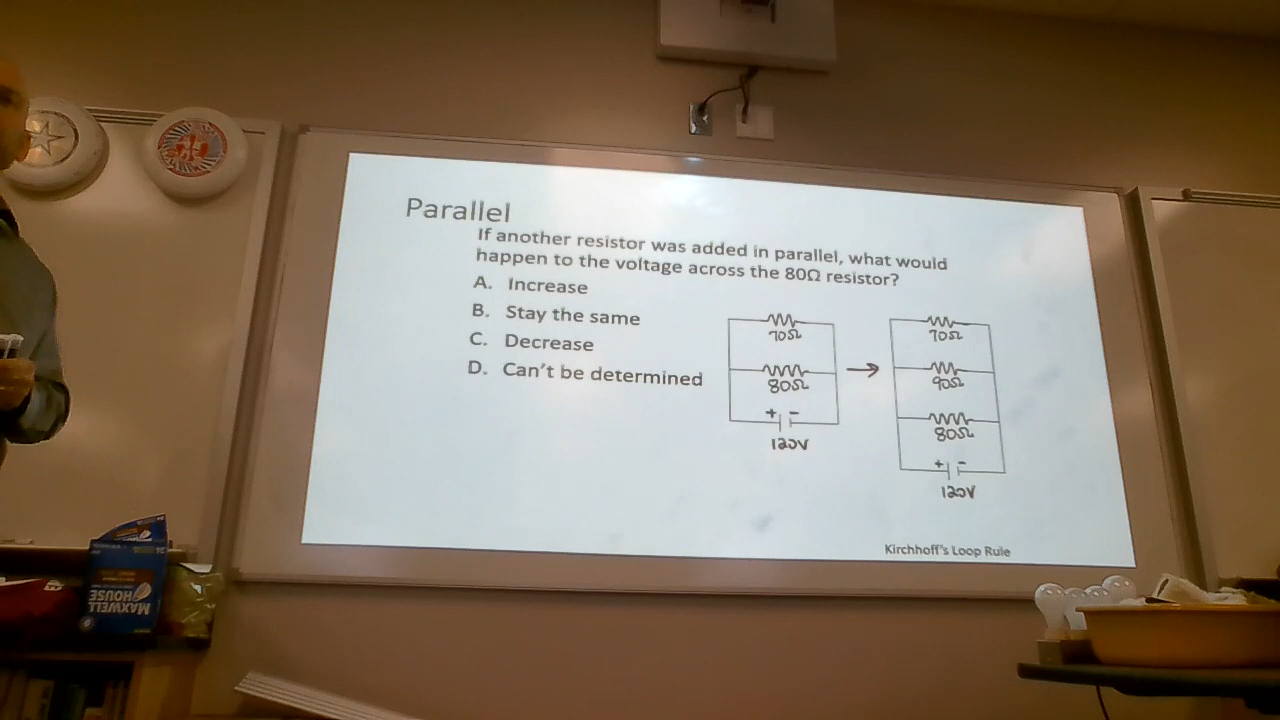 Parallel
If another resistor was added in parallel, what would
happen to the voltage across the 80Ω resistor?
A. Increase
B. Stay the same
C. Decrease
D. Can't be determined
70Ω
80Ω
+ -
120V
→
70Ω
90Ω
80Ω
+ -
120V
Kirchhoff's Loop Rule
MAXWELL
HOUSE